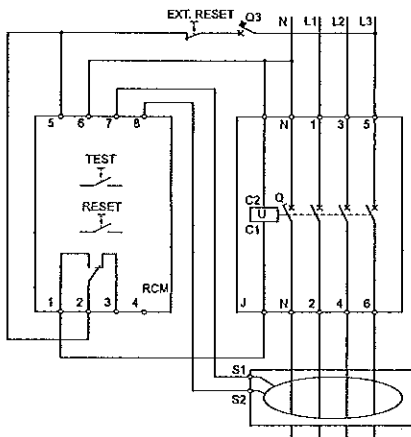 EXT. RESET Q3 N L1 L2 L3
5 6 7 8 N 1 3 5
TEST
C2 U Q
RESET
C1
RCM
1 2 3 4 J N 2 4 6
S1
S2